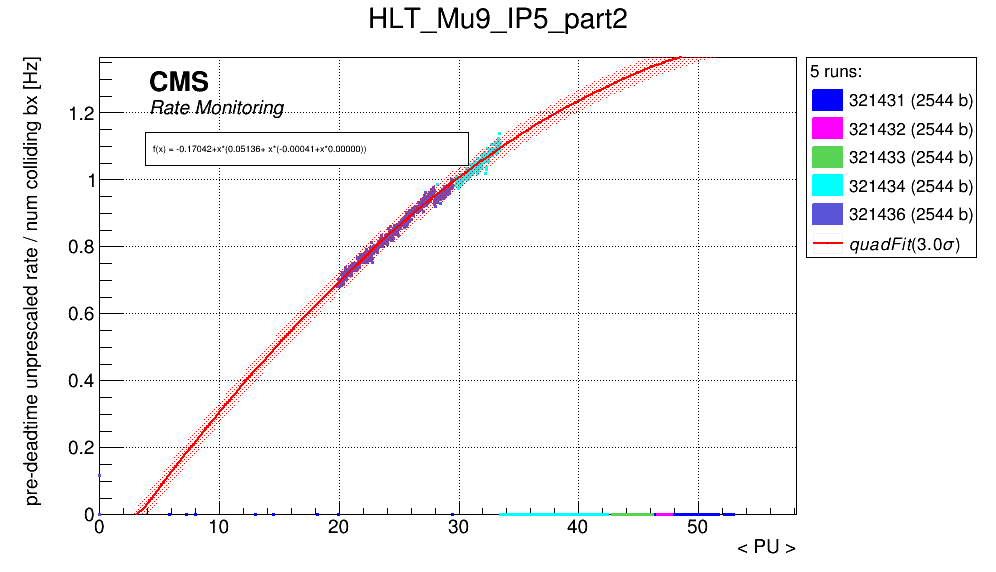 HLT_Mu9_IP5_part2
pre-deadtime unprescaled rate / num colliding bx [Hz]
CMS
Rate Monitoring
f(x) = -0.17042+x*(0.05136+ x*(-0.00041+x*0.00000))
5 runs:
321431 (2544 b)
321432 (2544 b)
321433 (2544 b)
321434 (2544 b)
321436 (2544 b)
quadFit(3.0σ)
1.2
1
0.8
0.6
0.4
0.2
0
0 10 20 30 40 50
< PU >